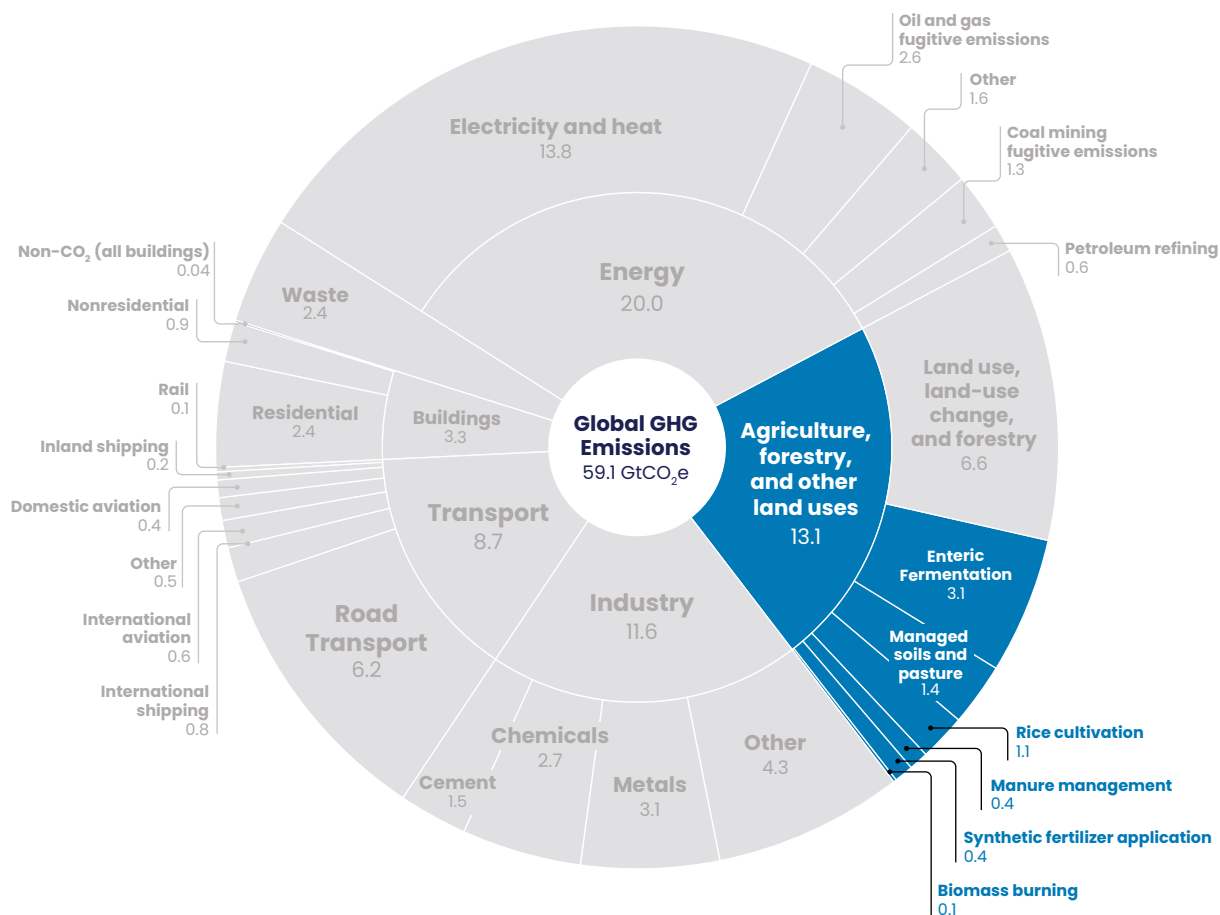 Oil and gas
fugitive emissions
2.6
Other
1.6
Coal mining
fugitive emissions
1.3
Petroleum refining
0.6
Electricity and heat
13.8
Energy
20.0
Waste
2.4
Non-CO₂ (all buildings)
0.04
Nonresidential
0.9
Residential
2.4
Buildings
3.3
Rail
0.1
Inland shipping
0.2
Domestic aviation
0.4
Other
0.5
International
aviation
0.6
International
shipping
0.8
Transport
8.7
Road
Transport
6.2
Global GHG
Emissions
59.1 GtCO₂e
Agriculture,
forestry,
and other
land uses
13.1
Land use,
land-use
change,
and forestry
6.6
Enteric
Fermentation
3.1
Managed
soils and
pasture
1.4
Industry
11.6
Cement
1.5
Chemicals
2.7
Metals
3.1
Other
4.3
Rice cultivation
1.1
Manure management
0.4
Synthetic fertilizer application
0.4
Biomass burning
0.1